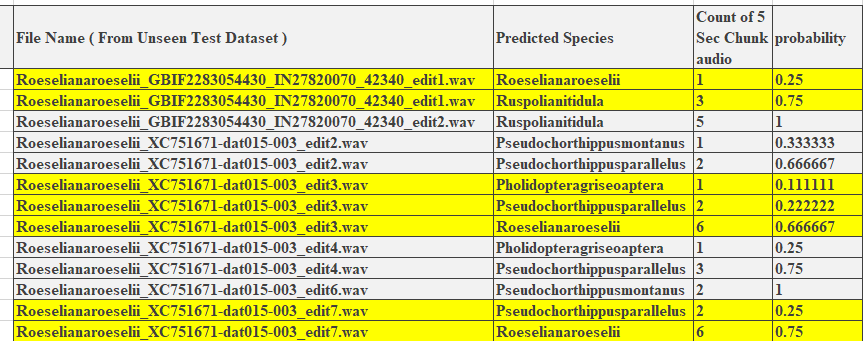 File Name ( From Unseen Test Dataset ) Predicted Species Count of 5 Sec Chunk audio probability
Roeselianaroeselii_GBIF2283054430_IN27820070_42340_edit1.wav Roeselianaroeselii 1 0.25
Roeselianaroeselii_GBIF2283054430_IN27820070_42340_edit1.wav Ruspolianitidula 3 0.75
Roeselianaroeselii_GBIF2283054430_IN27820070_42340_edit2.wav Ruspolianitidula 5 1
Roeselianaroeselii_XC751671-dat015-003_edit2.wav Pseudochorthippusmontanus 1 0.333333
Roeselianaroeselii_XC751671-dat015-003_edit2.wav Pseudochorthippusparallelus 2 0.666667
Roeselianaroeselii_XC751671-dat015-003_edit3.wav Pholidopteragriseoaptera 1 0.111111
Roeselianaroeselii_XC751671-dat015-003_edit3.wav Pseudochorthippusparallelus 2 0.222222
Roeselianaroeselii_XC751671-dat015-003_edit3.wav Roeselianaroeselii 6 0.666667
Roeselianaroeselii_XC751671-dat015-003_edit4.wav Pholidopteragriseoaptera 1 0.25
Roeselianaroeselii_XC751671-dat015-003_edit4.wav Pseudochorthippusparallelus 3 0.75
Roeselianaroeselii_XC751671-dat015-003_edit6.wav Pseudochorthippusmontanus 2 1
Roeselianaroeselii_XC751671-dat015-003_edit7.wav Pseudochorthippusparallelus 2 0.25
Roeselianaroeselii_XC751671-dat015-003_edit7.wav Roeselianaroeselii 6 0.75